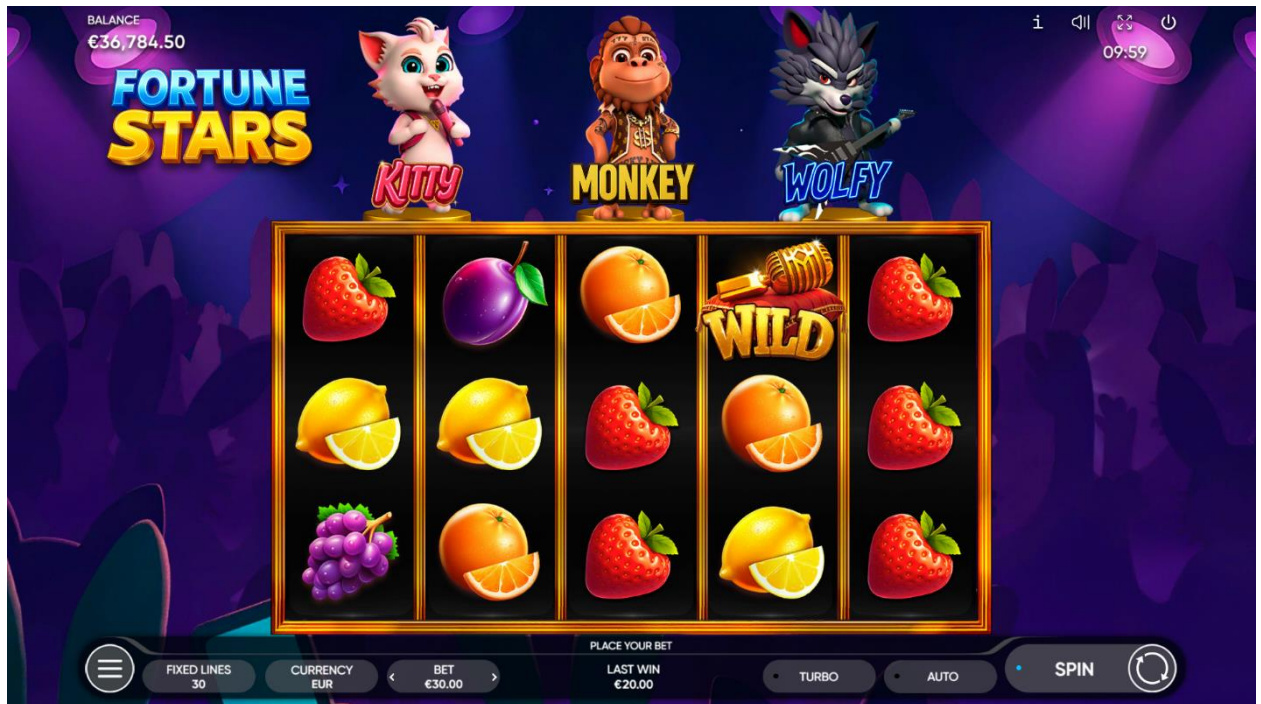 BALANCE
€36,784.50
09:59
FORTUNE
STARS
KITTY
MONKEY
WOLFY
WILD
PLACE YOUR BET
FIXED LINES
30
CURRENCY
EUR
BET
€30.00
LAST WIN
€20.00
TURBO
AUTO
SPIN